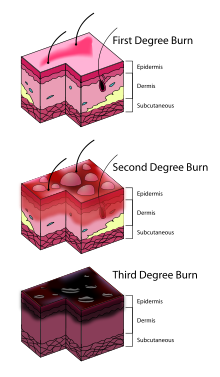 First Degree Burn
Epidermis
Dermis
Subcutaneous
Second Degree Burn
Epidermis
Dermis
Subcutaneous
Third Degree Burn
Epidermis
Dermis
Subcutaneous